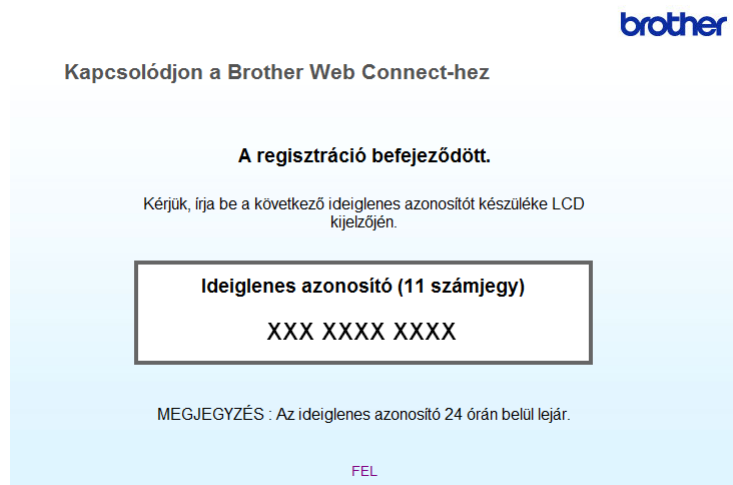 brother
Kapcsolódjon a Brother Web Connect-hez
A regisztráció befejeződött.
Kérjük, írja be a következő ideiglenes azonosítót készüléke LCD
kijelzőjén.
Ideiglenes azonosító (11 számjegy)
XXX XXXX XXXX
MEGJEGYZÉS : Az ideiglenes azonosító 24 órán belül lejár.
FEL